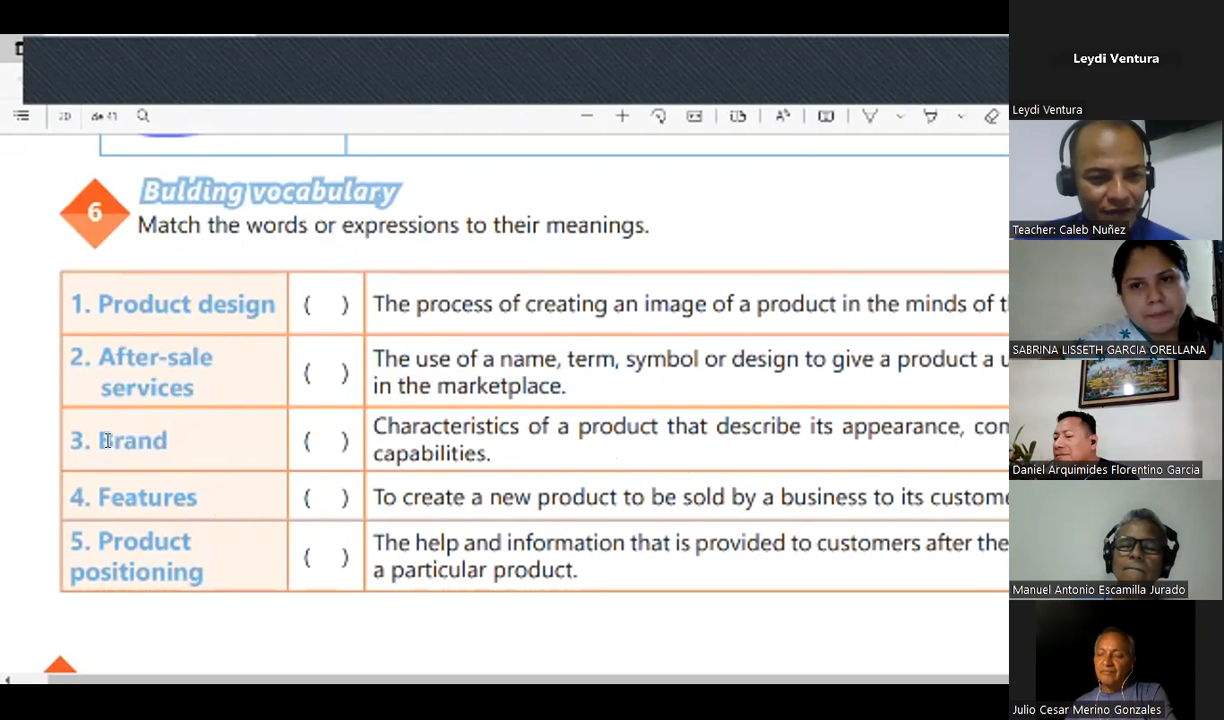 Leydi Ventura
Leydi Ventura
Teacher: Caleb Nuñez
SABRINA LISSETH GARCIA ORELLANA
Daniel Arquimides Florentino Garcia
Manuel Antonio Escamilla Jurado
Julio Cesar Merino Gonzales
de 41
6
Bulding vocabulary
Match the words or expressions to their meanings.
1. Product design ( ) The process of creating an image of a product in the minds of
2. After-sale services ( ) The use of a name, term, symbol or design to give a product a
in the marketplace.
3. Brand ( ) Characteristics of a product that describe its appearance,
capabilities.
4. Features ( ) To create a new product to be sold by a business to its
5. Product positioning ( ) The help and information that is provided to customers after the
a particular product.